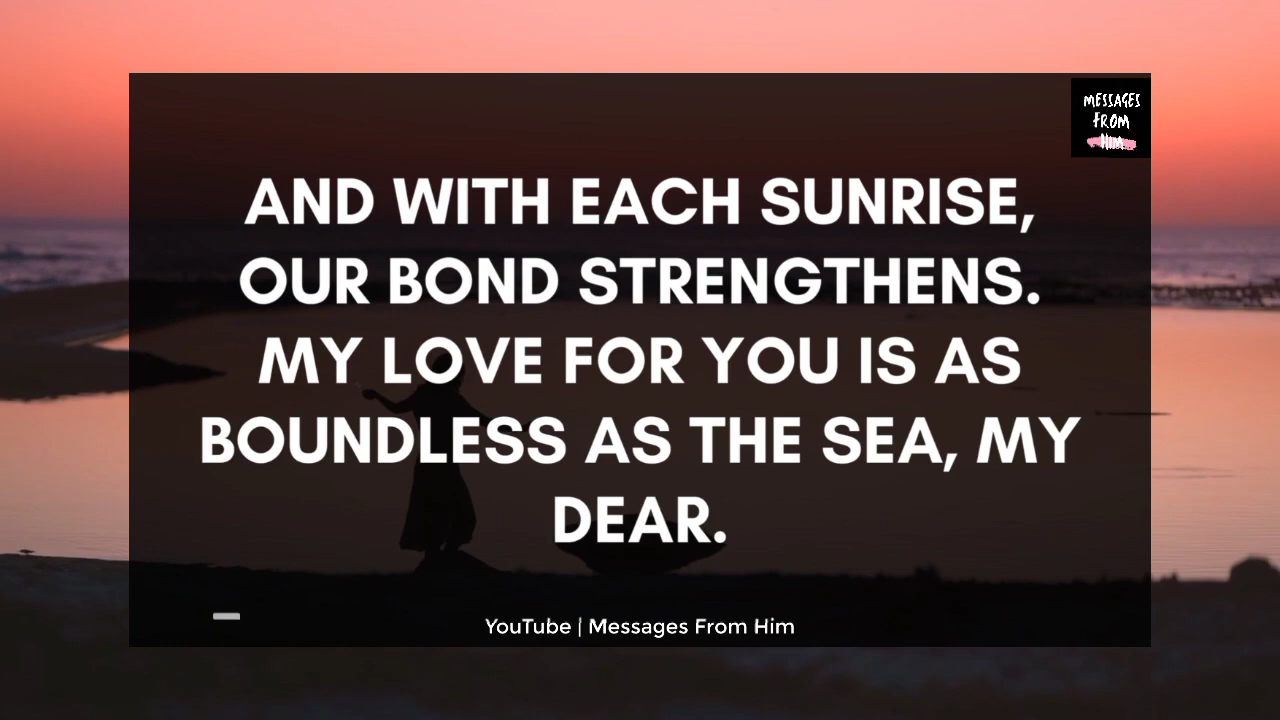 MESSAGES
FROM
HIM
AND WITH EACH SUNRISE,
OUR BOND STRENGTHENS.
MY LOVE FOR YOU IS AS
BOUNDLESS AS THE SEA, MY
DEAR.
YouTube | Messages From Him